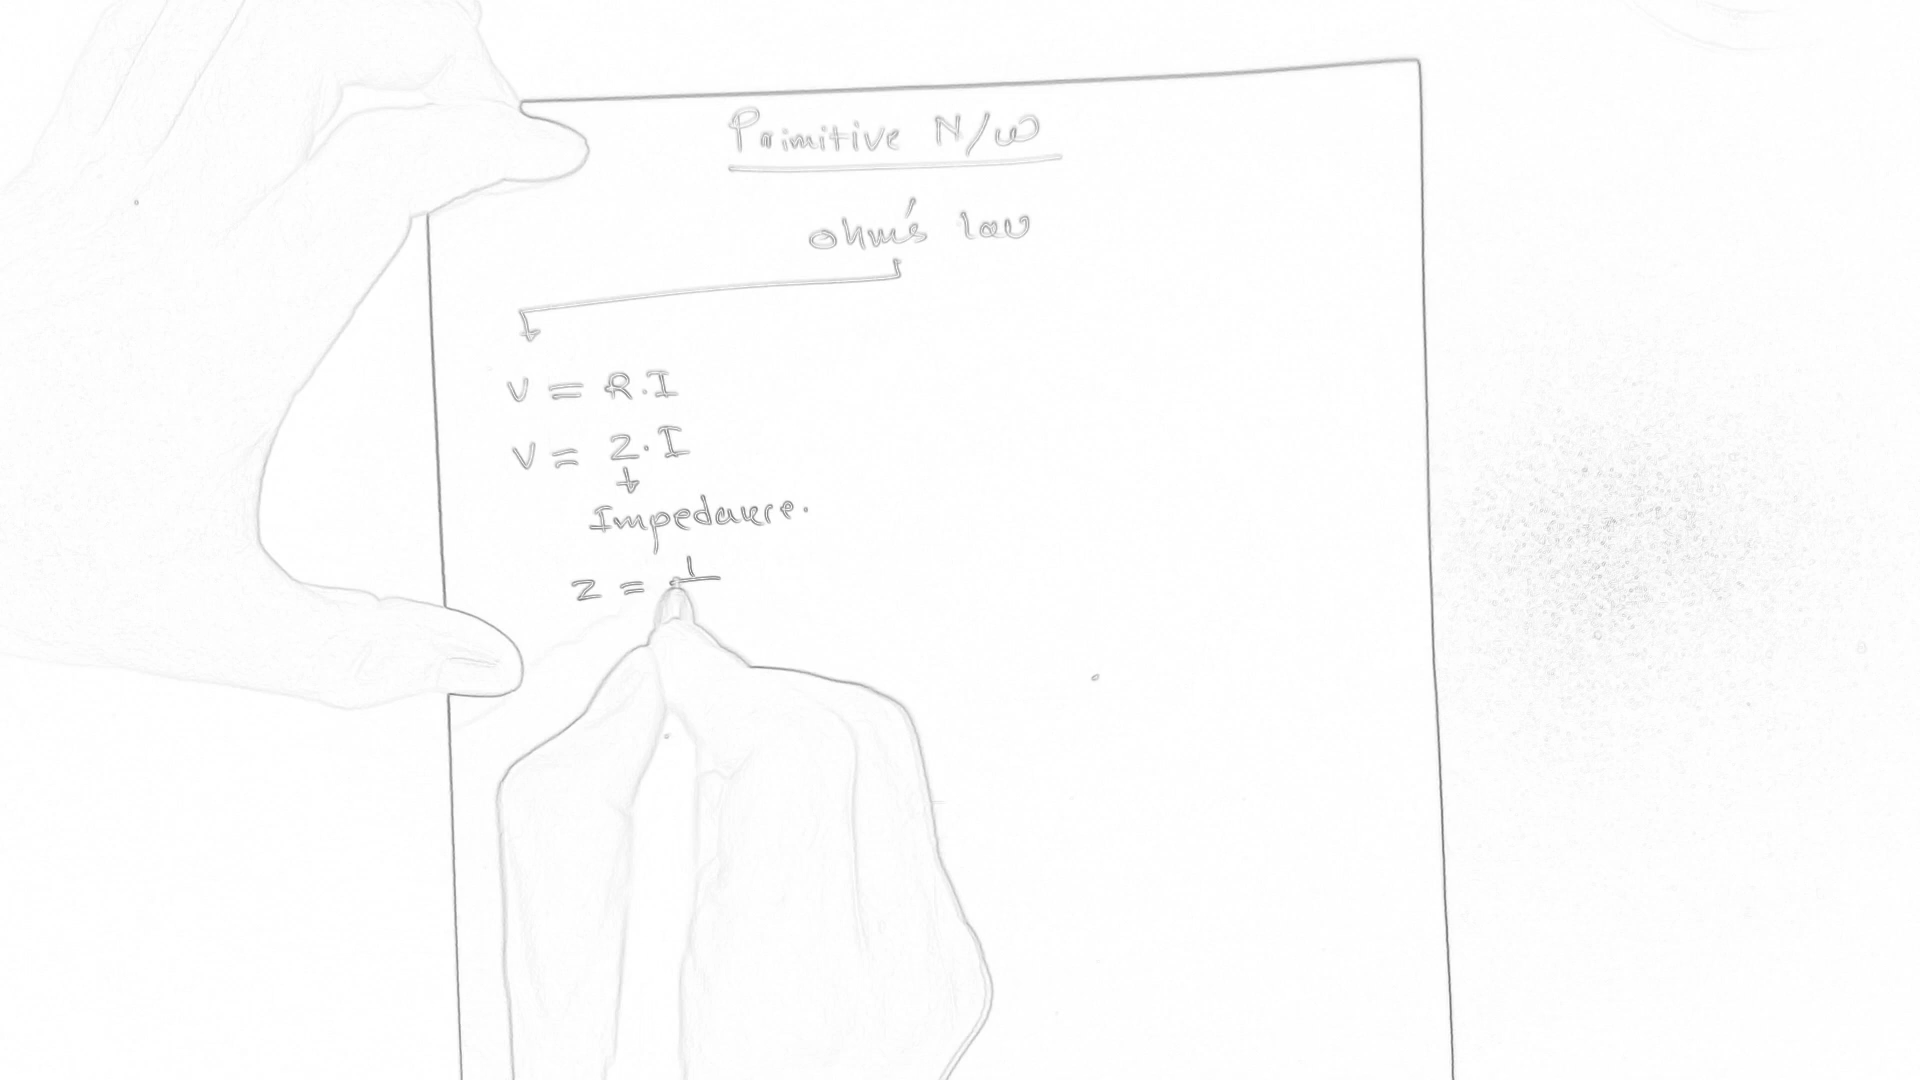 Primitive N/w
ohm's law
V = R.I
V = Z.I
Impedance.
Z = 1